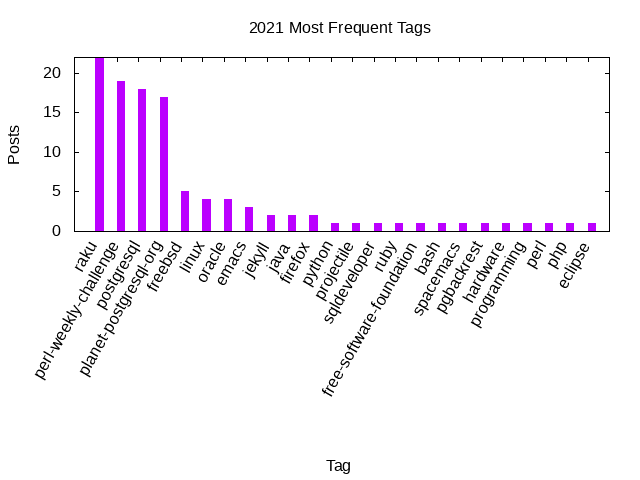 2021 Most Frequent Tags
Posts
20
15
10
5
0
raku
perl-weekly-challenge
postgresql
planet-postgresql-org
freebsd
linux
oracle
emacs
jekyll
java
firefox
python
projectile
sqldeveloper
ruby
free-software-foundation
bash
spacemacs
pgbackrest
hardware
programming
perl
php
eclipse
Tag